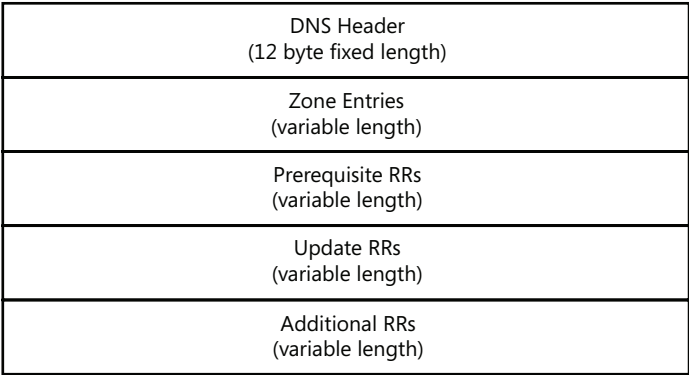 DNS Header
(12 byte fixed length)
Zone Entries
(variable length)
Prerequisite RRs
(variable length)
Update RRs
(variable length)
Additional RRs
(variable length)